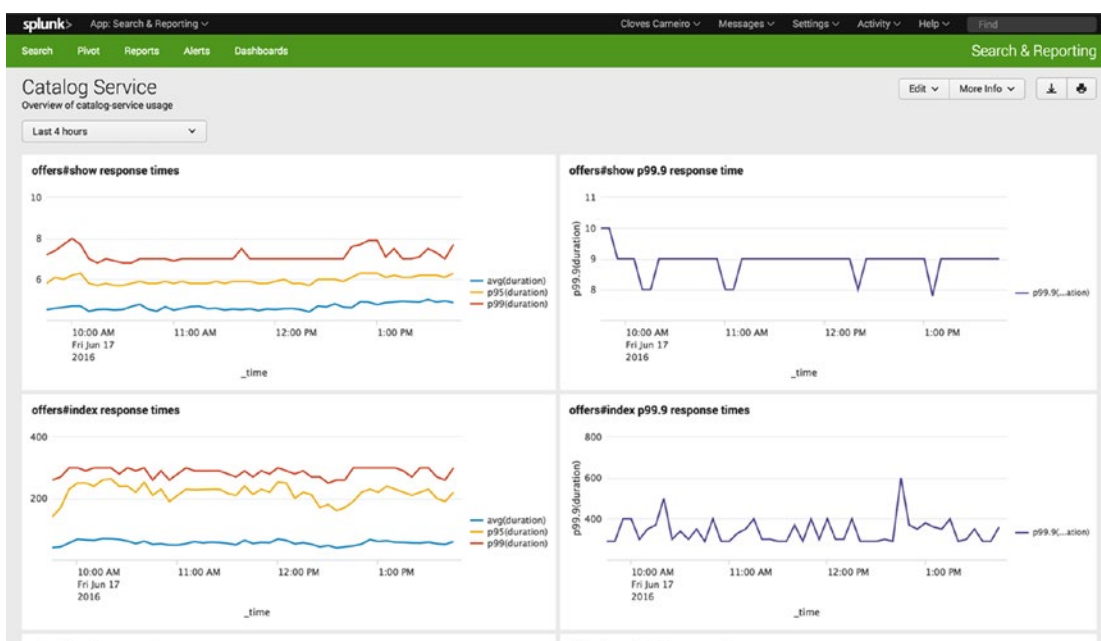 splunk> App: Search & Reporting Cloves Carneiro Messages Settings Activity Help Find
Search Pivot Reports Alerts Dashboards Search & Reporting
Catalog Service
Overview of catalog-service usage
Edit More Info
Last 4 hours
offers#show response times
10
8
6
avg(duration)
p95(duration)
p99(duration)
10:00 AM 11:00 AM 12:00 PM 1:00 PM
Fri Jun 17
2016
_time
offers#show p99.9 response time
11
10
9
8
p99.9(duration)
p99.9(...ation)
10:00 AM 11:00 AM 12:00 PM 1:00 PM
Fri Jun 17
2016
_time
offers#index response times
400
200
avg(duration)
p95(duration)
p99(duration)
10:00 AM 11:00 AM 12:00 PM 1:00 PM
Fri Jun 17
2016
_time
offers#index p99.9 response times
800
600
400
p99.9(duration)
p99.9(...ation)
10:00 AM 11:00 AM 12:00 PM 1:00 PM
Fri Jun 17
2016
_time